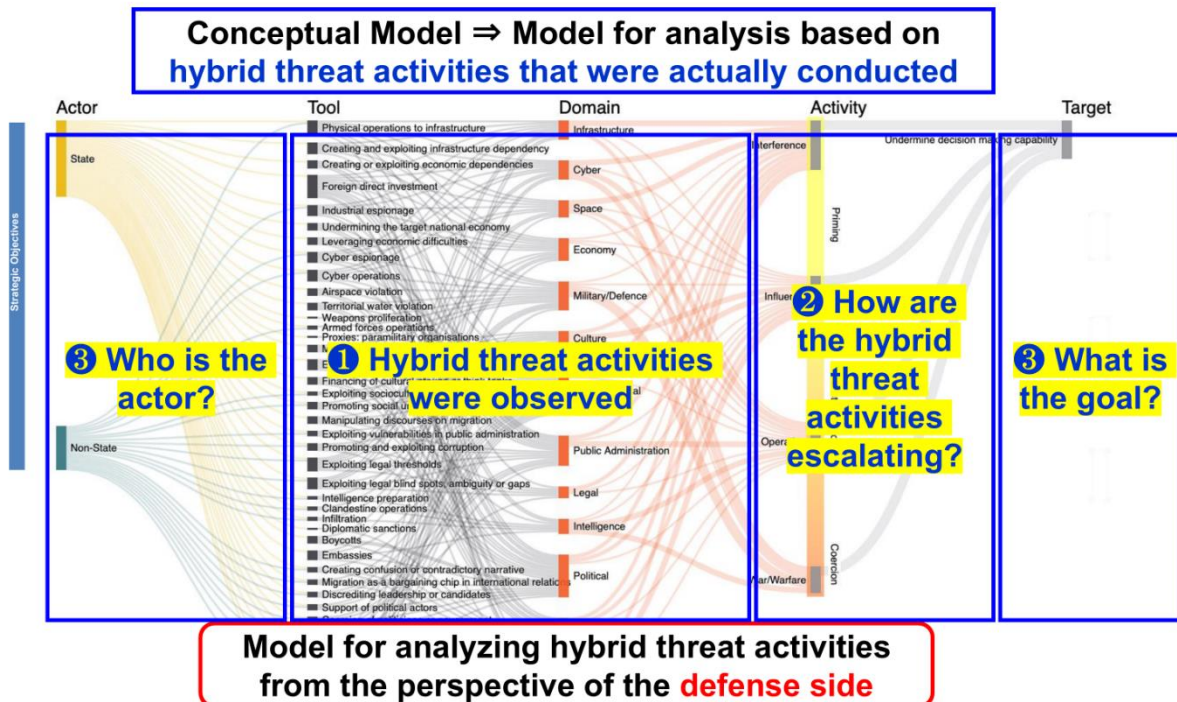 Conceptual Model ⇒ Model for analysis based on
hybrid threat activities that were actually conducted
Actor
Tool
Domain
Activity
Target
Strategic Objectives
State
Non-State
❸ Who is the
actor?
Physical operations to infrastructure
Creating and exploiting infrastructure dependency
Creating or exploiting economic dependencies
Foreign direct investment
Industrial espionage
Undermining the target national economy
Leveraging economic difficulties
Cyber espionage
Cyber operations
Airspace violation
Territorial water violation
Weapons proliferation
Armed forces operations
Proxies: paramilitary organisations
❶ Hybrid threat activities
were observed
Financing of cultural
Exploiting
Promoting social
Manipulating discourses on migration
Exploiting vulnerabilities in public administration
Promoting and exploiting corruption
Exploiting legal thresholds
Exploiting legal blind spots, ambiguity or gaps
Intelligence preparation
Clandestine operations
Infiltration
Diplomatic sanctions
Boycotts
Embassies
Creating confusion or contradictory narrative
Migration as a bargaining chip in international relations
Discrediting leadership or candidates
Support of political actors
Infrastructure
Cyber
Space
Economy
Military/Defence
Culture
Public Administration
Legal
Intelligence
Political
Interference
Priming
❷ How are
the hybrid
threat
activities
escalating?
Coercion
War/Warfare
Undermine decision making capability
❸ What is
the goal?
Model for analyzing hybrid threat activities
from the perspective of the defense side